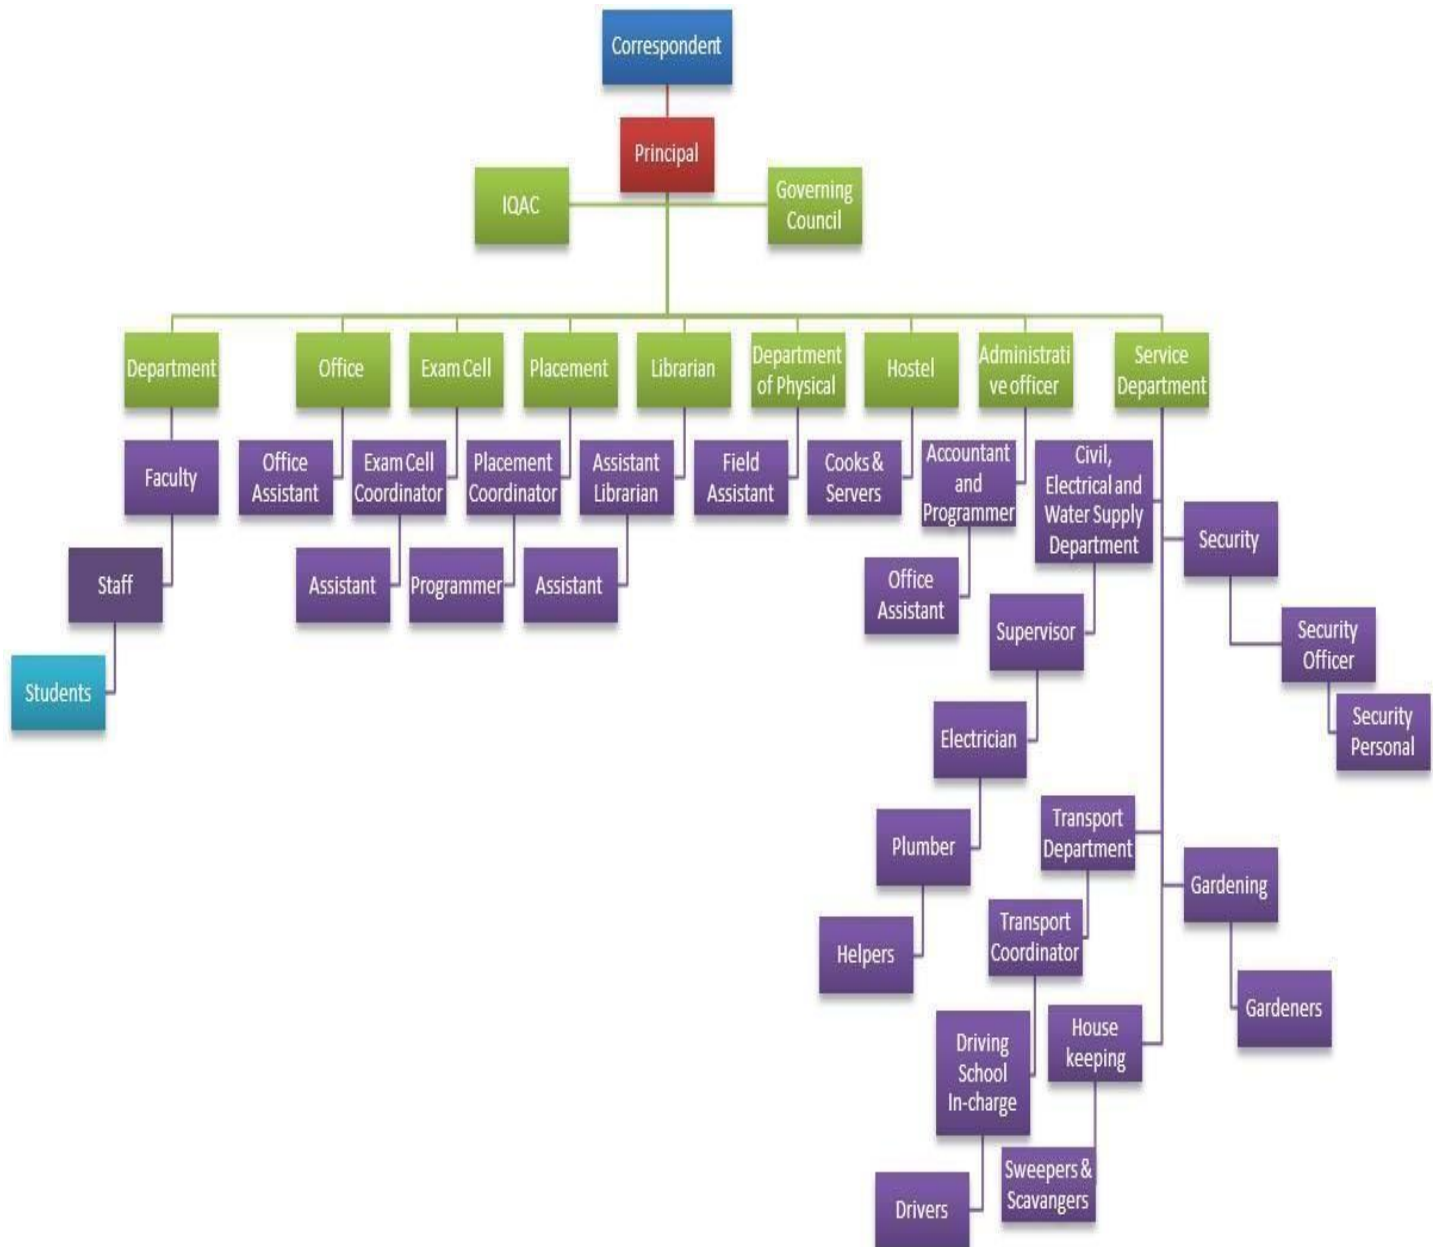 Correspondent
Principal
IQAC
Governing
Council
Department
Office
Exam Cell
Placement
Librarian
Department
of Physical
Hostel
Administrati
ve officer
Service
Department
Faculty
Office
Assistant
Exam Cell
Coordinator
Placement
Coordinator
Assistant
Librarian
Field
Assistant
Cooks &
Servers
Accountant
and
Programmer
Civil,
Electrical and
Water Supply
Department
Security
Staff
Assistant
Programmer
Assistant
Office
Assistant
Supervisor
Security
Officer
Students
Electrician
Security
Personal
Plumber
Transport
Department
Gardening
Helpers
Transport
Coordinator
Gardeners
Driving
School
In-charge
House
keeping
Drivers
Sweepers &
Scavangers